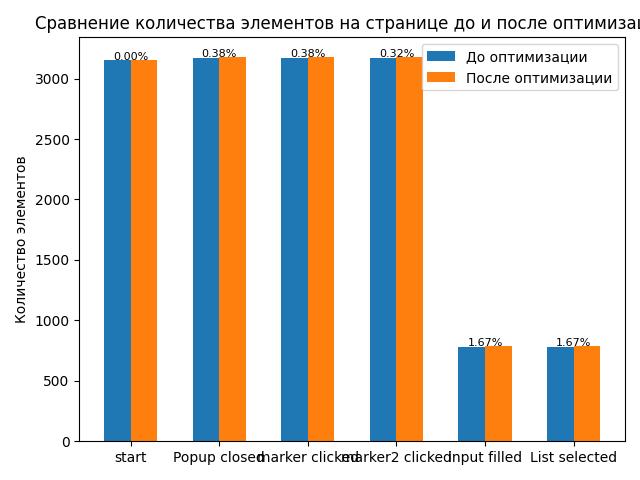 Сравнение количества элементов на странице до и после оптимизац
До оптимизации
После оптимизации
0.00%
0.38%
0.38%
0.32%
1.67%
1.67%
Количество элементов
3000
2500
2000
1500
1000
500
0
start
Popup closed
marker clicked
marker2 clicked
Input filled
List selected